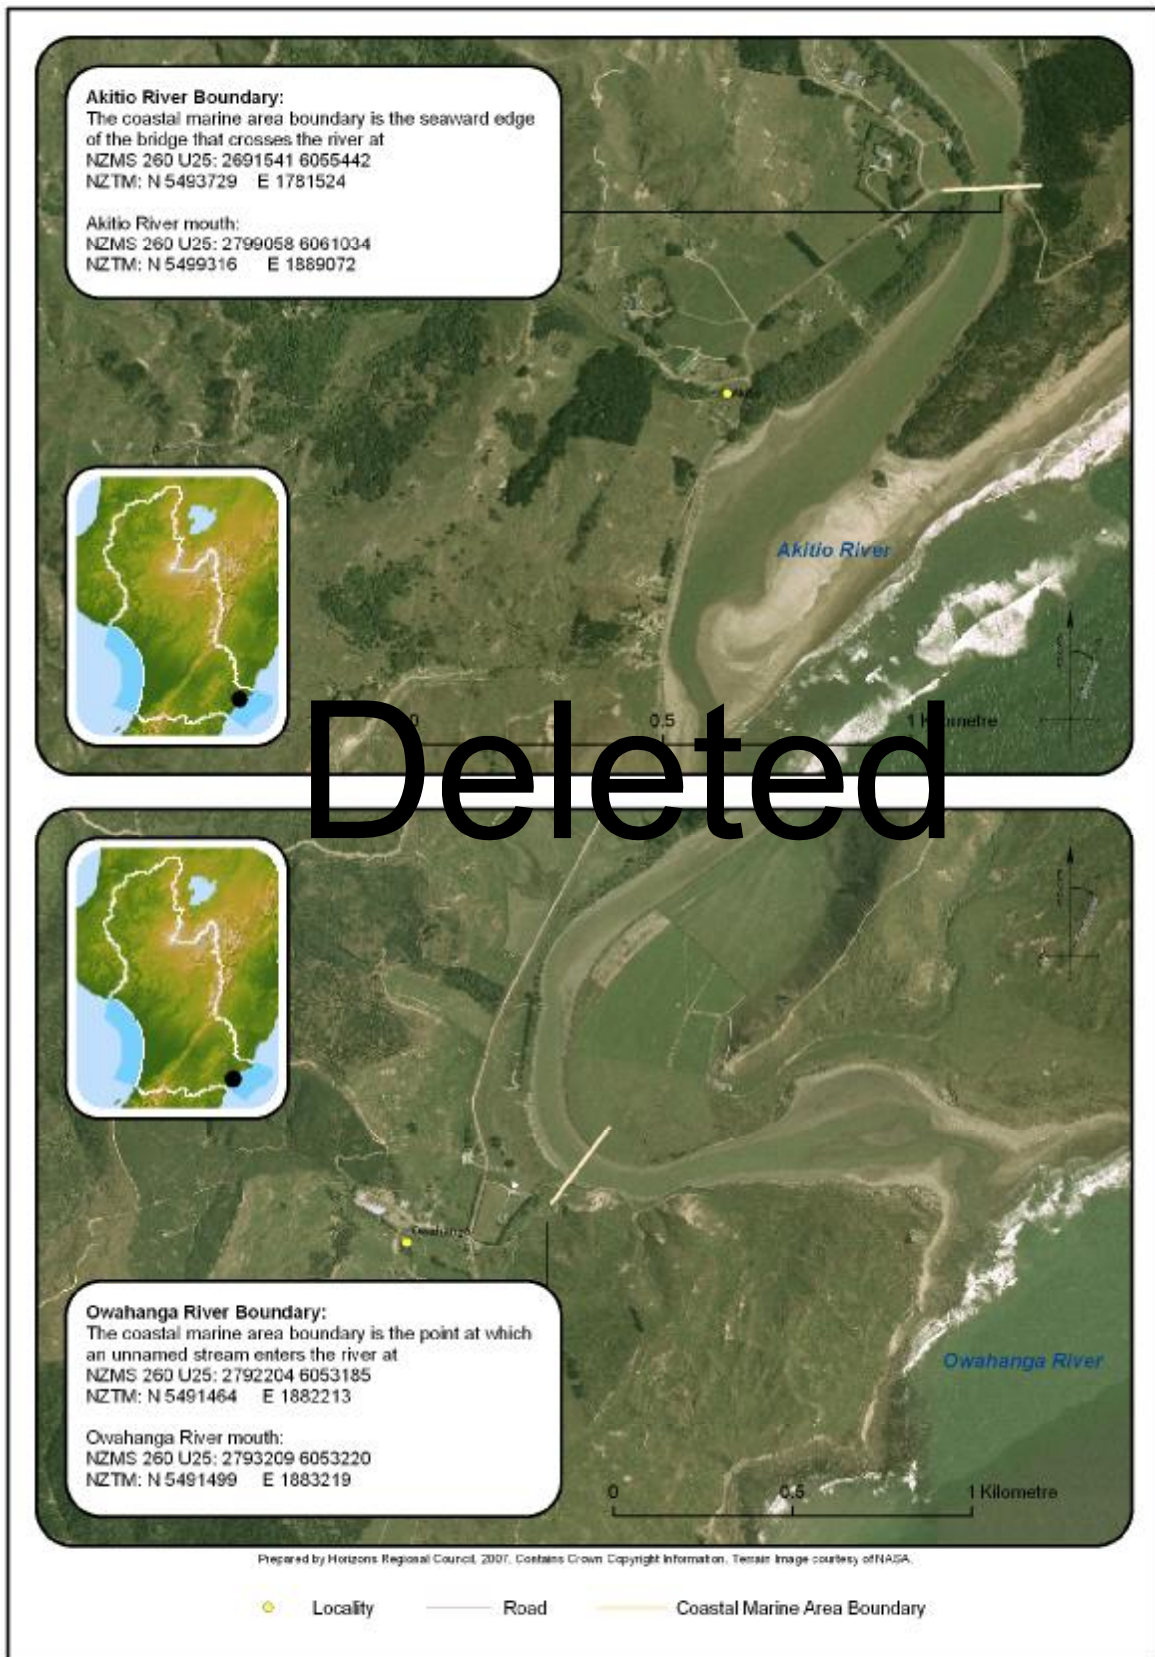 Akitio River Boundary:
The coastal marine area boundary is the seaward edge
of the bridge that crosses the river at
NZMS 260 U25: 2691541 6055442
NZTM: N 5493729 E 1781524
Akitio River mouth:
NZMS 260 U25: 2799058 6061034
NZTM: N 5499316 E 1889072
Akitio River
0 0.5 1 Kilometre
Deleted
Owahanga
Owahanga River Boundary:
The coastal marine area boundary is the point at which
an unnamed stream enters the river at
NZMS 260 U25: 2792204 6053185
NZTM: N 5491464 E 1882213
Owahanga River mouth:
NZMS 260 U25: 2793209 6053220
NZTM: N 5491499 E 1883219
Owahanga River
0 0.5 1 Kilometre
Prepared by Horizons Regional Council, 2007. Contains Crown Copyright Information. Terrain Image courtesy of NASA.
Locality Road Coastal Marine Area Boundary